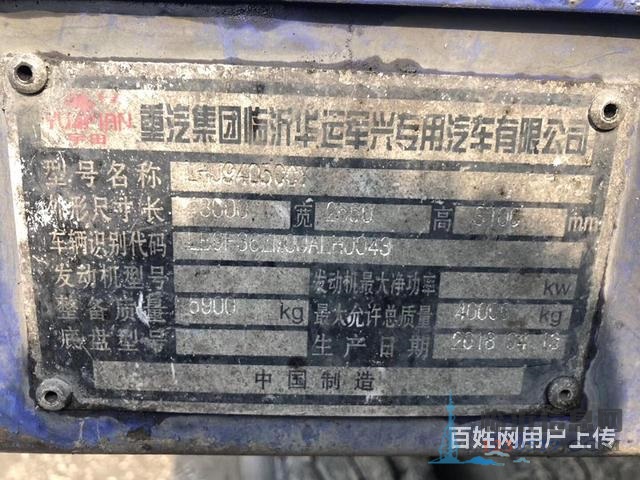 YUQIAN
宇田
重汽集团临沂华运军兴专用汽车有限公司
型号名称
外形尺寸长 13000 宽 2550 高 3100 mm
车辆识别代码
发动机型号 发动机最大净功率 kw
整备质量 5900 kg 最大允许总质量 40000 kg
底盘型号 生产日期 2018 04 13
中国制造
百姓网用户上传